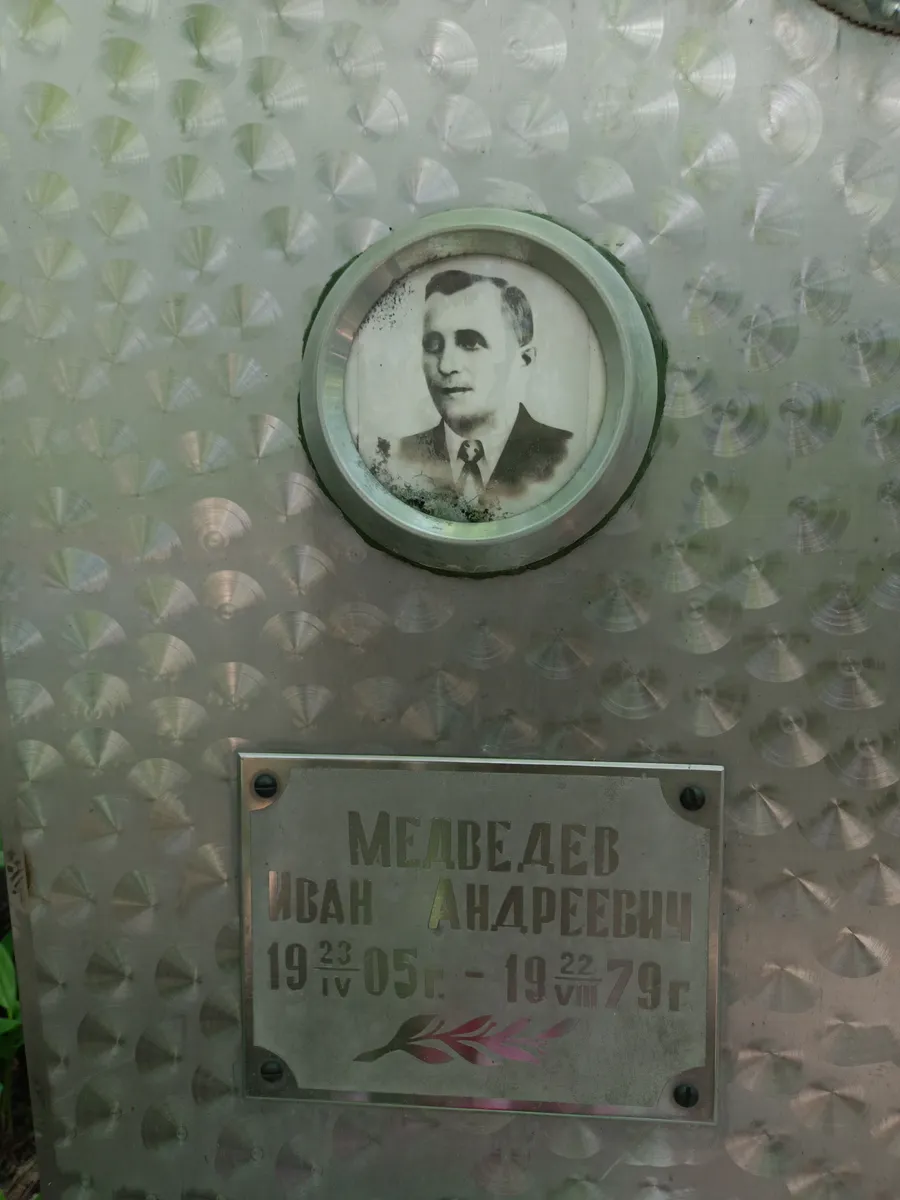 МЕДВЕДЕВ
ИВАН АНДРЕЕВИЧ
19 23/IV 05г. - 19 22/VIII 79г